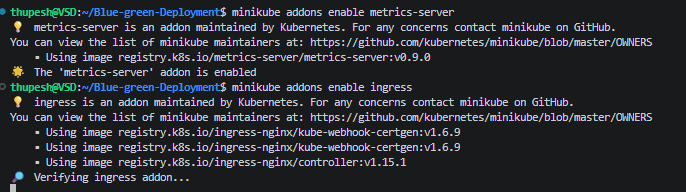 thupesh@VSD:~/Blue-green-Deployment$ minikube addons enable metrics-server
💡  metrics-server is an addon maintained by Kubernetes. For any concerns contact minikube on GitHub.
You can view the list of minikube maintainers at: https://github.com/kubernetes/minikube/blob/master/OWNERS
    ▪ Using image registry.k8s.io/metrics-server/metrics-server:v0.9.0
🌟  The 'metrics-server' addon is enabled
thupesh@VSD:~/Blue-green-Deployment$ minikube addons enable ingress
💡  ingress is an addon maintained by Kubernetes. For any concerns contact minikube on GitHub.
You can view the list of minikube maintainers at: https://github.com/kubernetes/minikube/blob/master/OWNERS
    ▪ Using image registry.k8s.io/ingress-nginx/kube-webhook-certgen:v1.6.9
    ▪ Using image registry.k8s.io/ingress-nginx/kube-webhook-certgen:v1.6.9
    ▪ Using image registry.k8s.io/ingress-nginx/controller:v1.15.1
🔎  Verifying ingress addon...